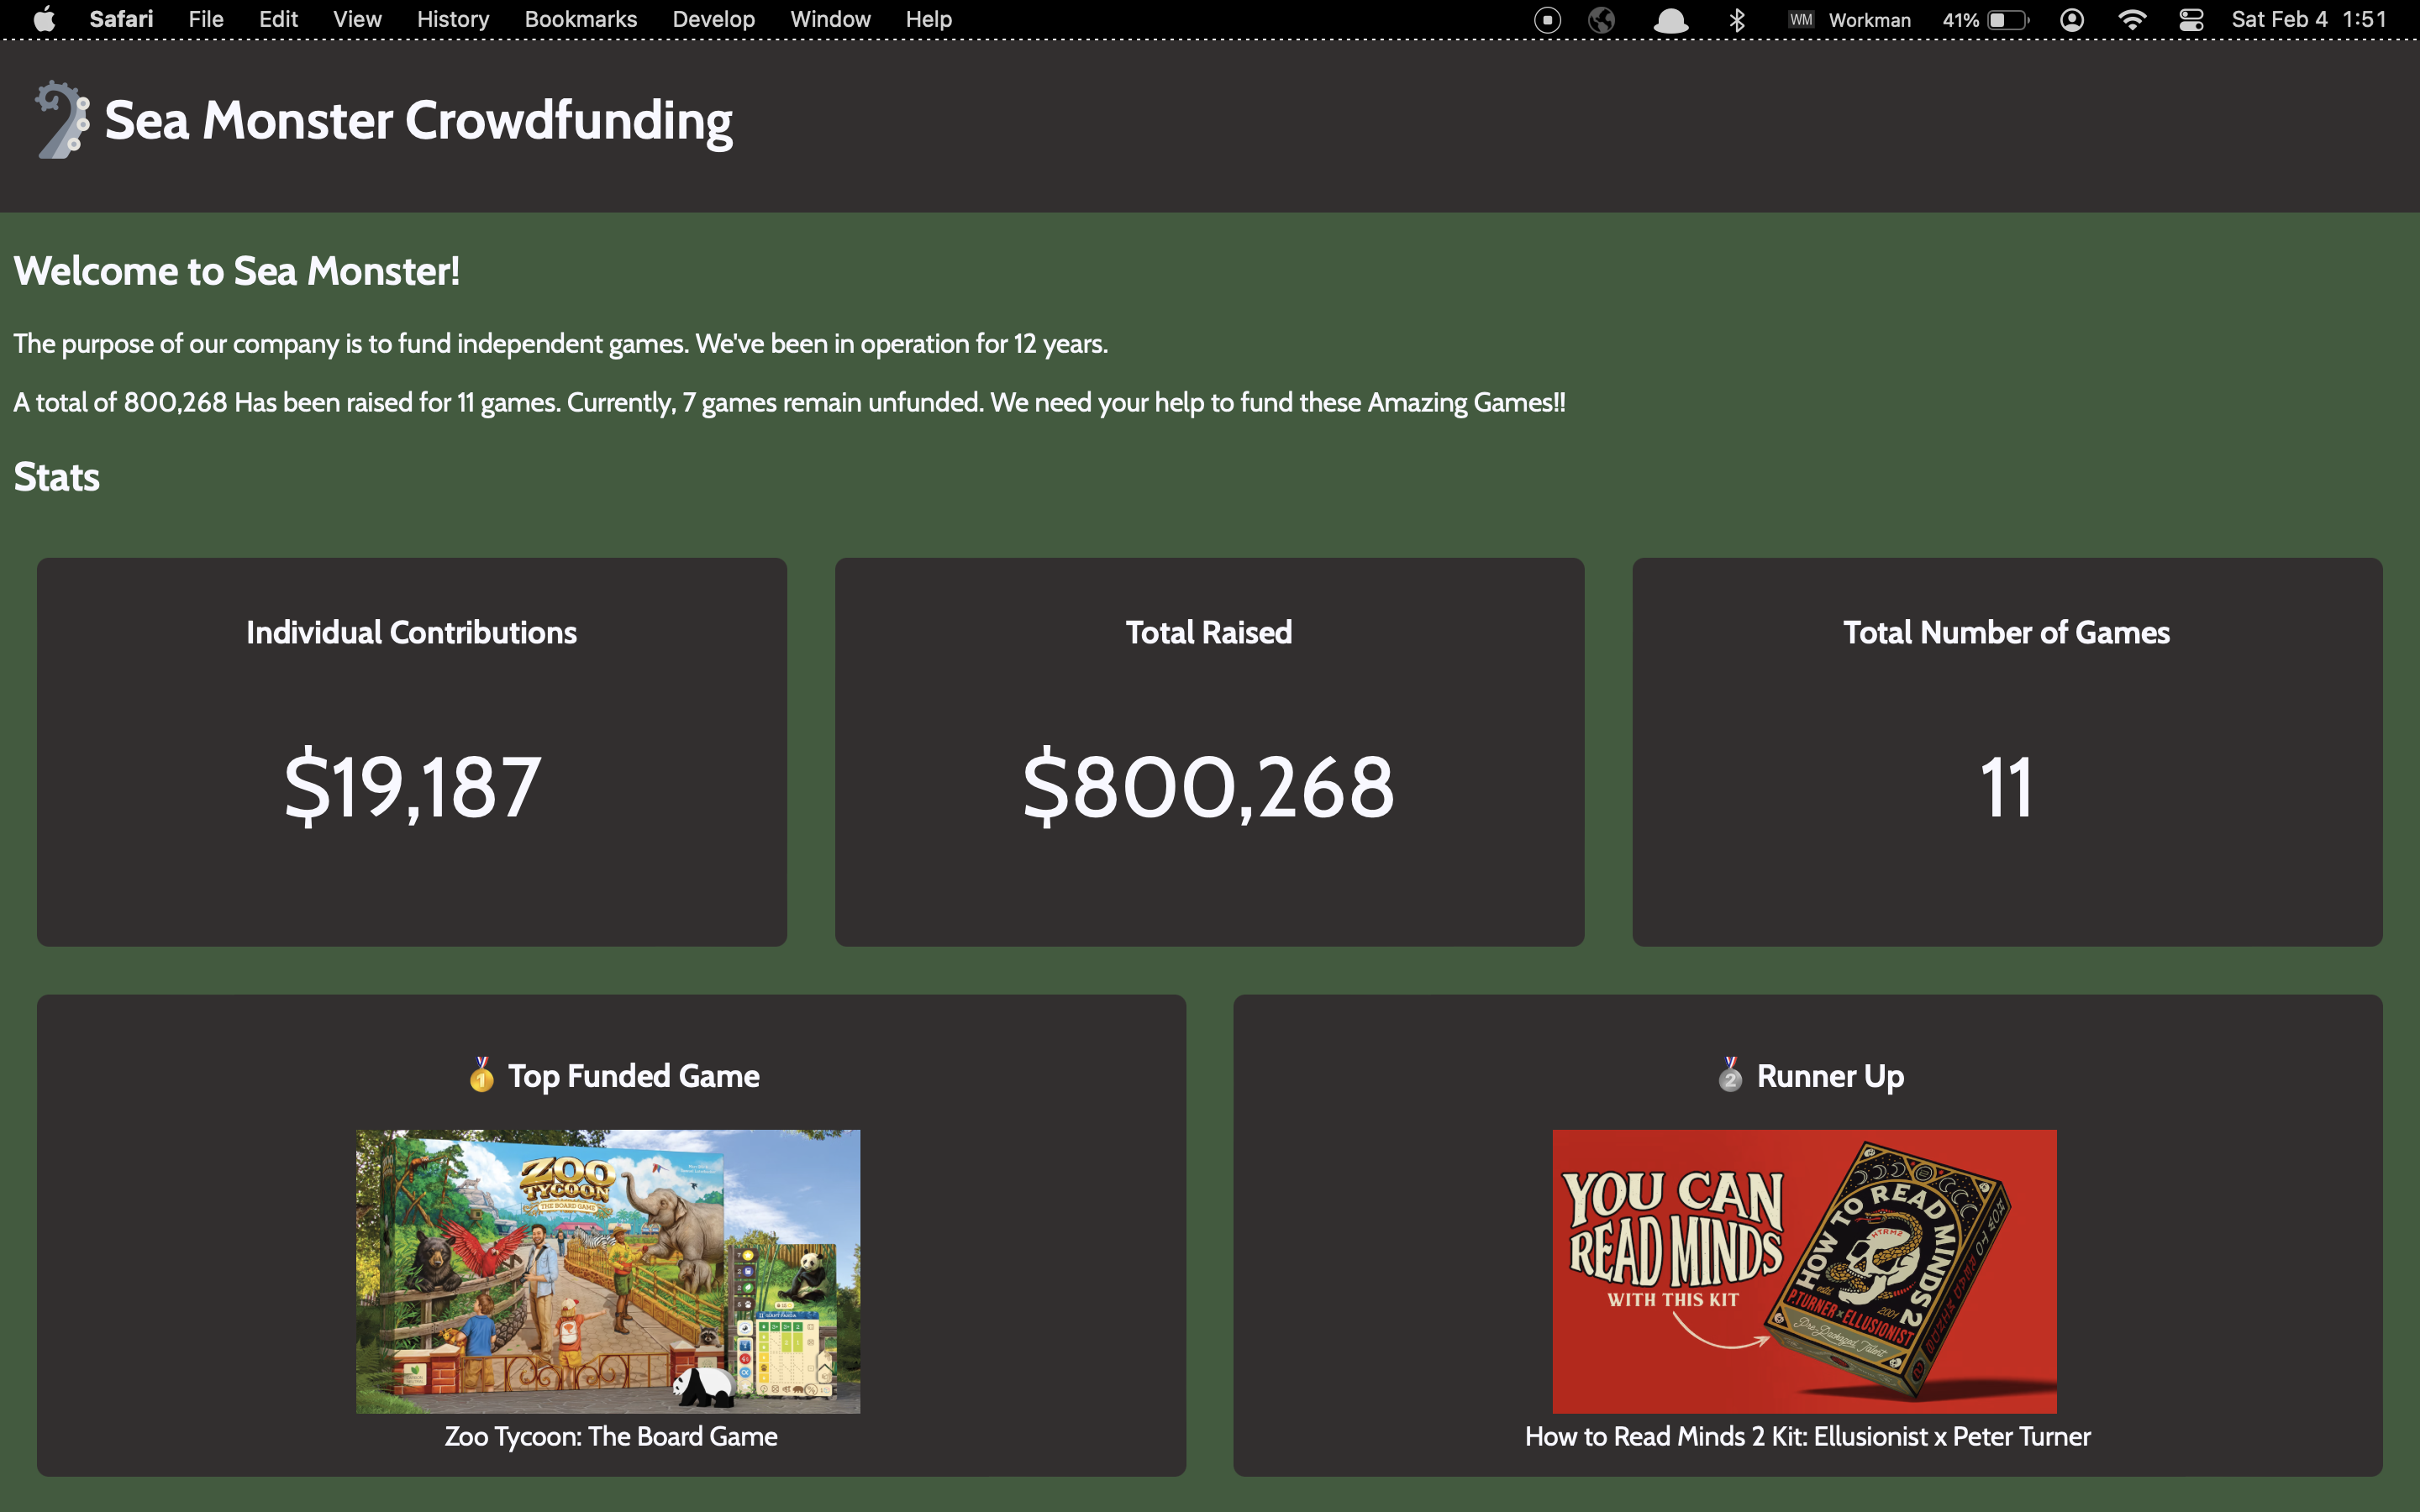 Safari File Edit View History Bookmarks Develop Window Help WM Workman 41% Sat Feb 4 1:51
Sea Monster Crowdfunding
Welcome to Sea Monster!
The purpose of our company is to fund independent games. We've been in operation for 12 years.
A total of 800,268 Has been raised for 11 games. Currently, 7 games remain unfunded. We need your help to fund these Amazing Games!!
Stats
Individual Contributions
$19,187
Total Raised
$800,268
Total Number of Games
11
1 Top Funded Game
ZOO
TYCOON
THE BOARD GAME
Zoo Tycoon: The Board Game
2 Runner Up
YOU CAN
READ MINDS
WITH THIS KIT
HOW TO READ MINDS 2
P.TURNER x ELLUSIONIST
Pre-Packaged Talent
How to Read Minds 2 Kit: Ellusionist x Peter Turner